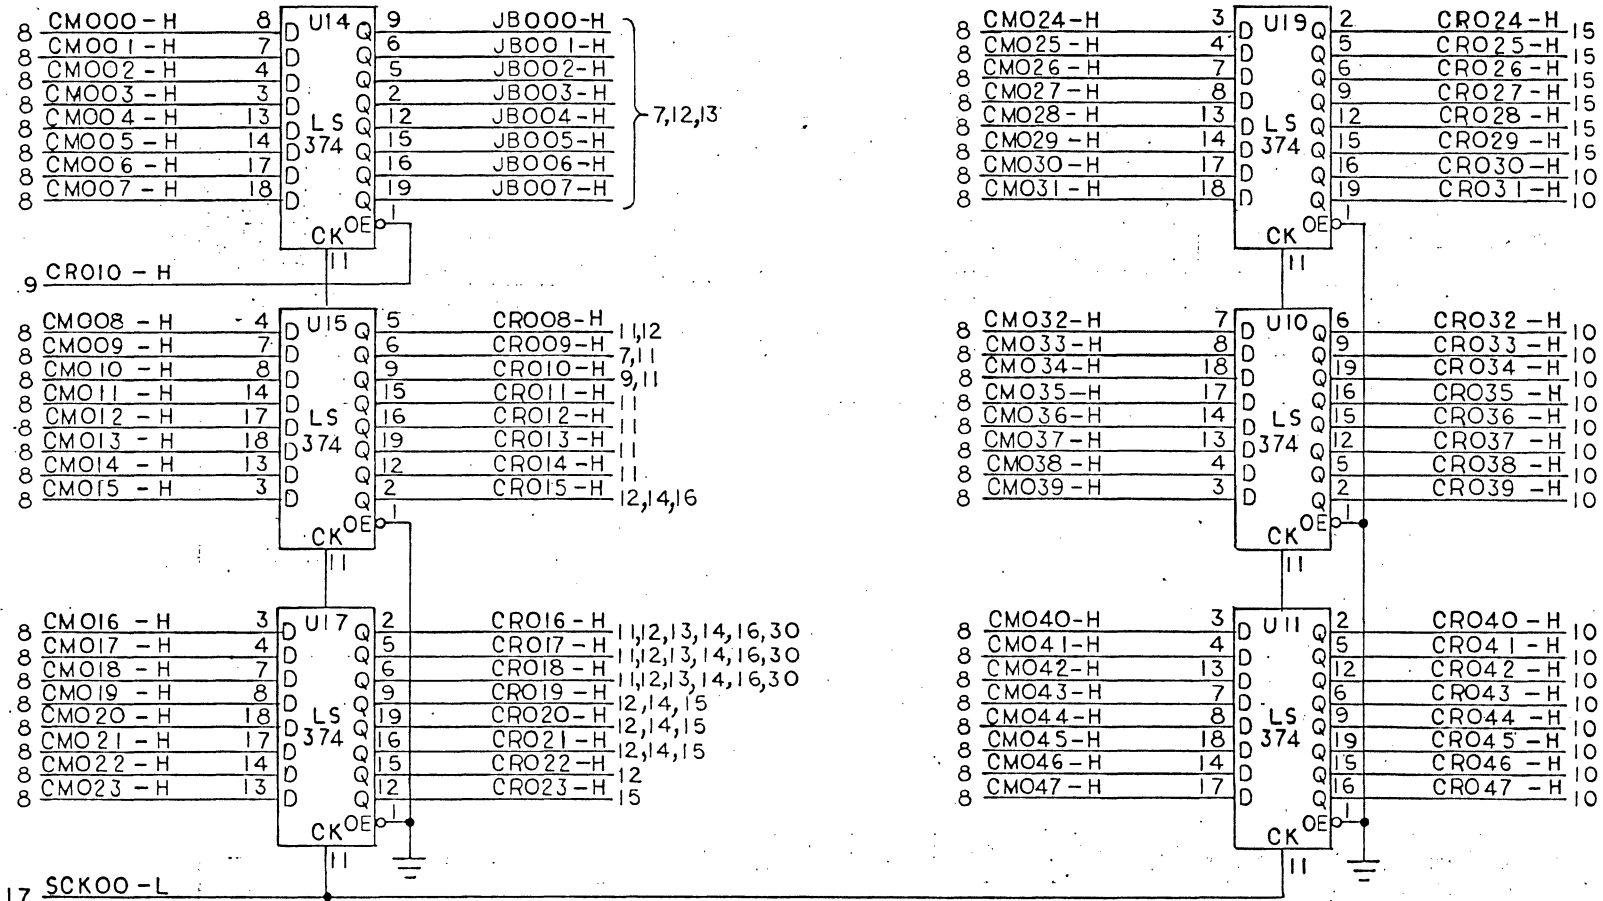 8 CM000-H 8 D U14 Q 9 JB000-H
8 CM001-H 7 D Q 6 JB001-H
8 CM002-H 4 D Q 5 JB002-H
8 CM003-H 3 D Q 2 JB003-H
8 CM004-H 13 D LS Q 12 JB004-H 7,12,13
8 CM005-H 14 D 374 Q 15 JB005-H
8 CM006-H 17 D Q 16 JB006-H
8 CM007-H 18 D Q 19 JB007-H
OE 1
CK
11
9 CR010-H
8 CM008-H 4 D U15 Q 5 CR008-H 11,12
8 CM009-H 7 D Q 6 CR009-H 7,11
8 CM010-H 8 D Q 9 CR010-H 9,11
8 CM011-H 14 D Q 15 CR011-H 11
8 CM012-H 17 D LS Q 16 CR012-H 11
8 CM013-H 18 D 374 Q 19 CR013-H 11
8 CM014-H 13 D Q 12 CR014-H 11
8 CM015-H 3 D Q 2 CR015-H 12,14,16
OE 1
CK
11
8 CM016-H 3 D U17 Q 2 CR016-H 11,12,13,14,16,30
8 CM017-H 4 D Q 5 CR017-H 11,12,13,14,16,30
8 CM018-H 7 D Q 6 CR018-H 11,12,13,14,16,30
8 CM019-H 8 D Q 9 CR019-H 12,14,15
8 CM020-H 18 D LS Q 19 CR020-H 12,14,15
8 CM021-H 17 D 374 Q 16 CR021-H 12,14,15
8 CM022-H 14 D Q 15 CR022-H 12
8 CM023-H 13 D Q 12 CR023-H 15
OE 1
CK
11
17 SCK00-L
8 CM024-H 3 D U19 Q 2 CR024-H 15
8 CM025-H 4 D Q 5 CR025-H 15
8 CM026-H 7 D Q 6 CR026-H 15
8 CM027-H 8 D Q 9 CR027-H 15
8 CM028-H 13 D LS Q 12 CR028-H 15
8 CM029-H 14 D 374 Q 15 CR029-H 15
8 CM030-H 17 D Q 16 CR030-H 10
8 CM031-H 18 D Q 19 CR031-H 10
OE 1
CK
11
8 CM032-H 7 D U10 Q 6 CR032-H 10
8 CM033-H 8 D Q 9 CR033-H 10
8 CM034-H 18 D Q 19 CR034-H 10
8 CM035-H 17 D Q 16 CR035-H 10
8 CM036-H 14 D LS Q 15 CR036-H 10
8 CM037-H 13 D 374 Q 12 CR037-H 10
8 CM038-H 4 D Q 5 CR038-H 10
8 CM039-H 3 D Q 2 CR039-H 10
OE 1
CK
11
8 CM040-H 3 D U11 Q 2 CR040-H 10
8 CM041-H 4 D Q 5 CR041-H 10
8 CM042-H 13 D Q 12 CR042-H 10
8 CM043-H 7 D Q 6 CR043-H 10
8 CM044-H 8 D LS Q 9 CR044-H 10
8 CM045-H 18 D 374 Q 19 CR045-H 10
8 CM046-H 14 D Q 15 CR046-H 10
8 CM047-H 17 D Q 16 CR047-H 10
OE 1
CK
11